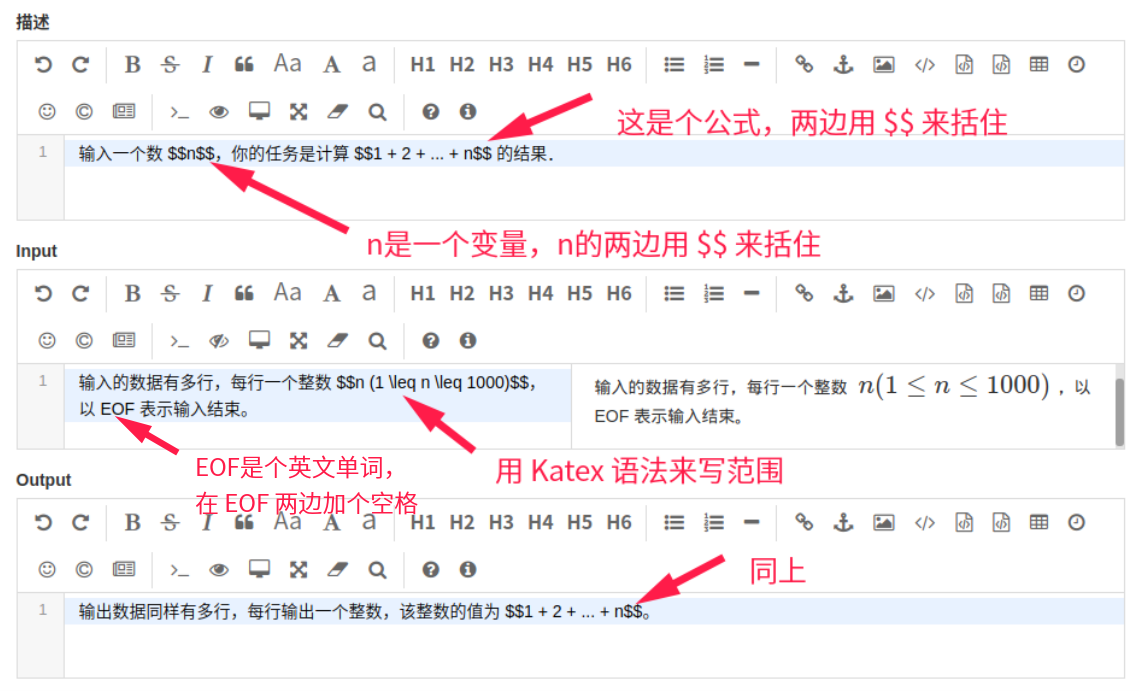 描述
B S I “ Aa A a H1 H2 H3 H4 H5 H6
这是个公式，两边用 $$ 来括住
1 输入一个数 $$n$$，你的任务是计算 $$1 + 2 + ... + n$$ 的结果.
n是一个变量，n的两边用 $$ 来括住
Input
B S I “ Aa A a H1 H2 H3 H4 H5 H6
1 输入的数据有多行，每行一个整数 $$n (1 \leq n \leq 1000)$$，
以 EOF 表示输入结束。
输入的数据有多行，每行一个整数 n(1 ≤ n ≤ 1000) ，以
EOF 表示输入结束。
EOF是个英文单词，
在 EOF 两边加个空格
用 Katex 语法来写范围
Output
B S I “ Aa A a H1 H2 H3 H4 H5 H6
同上
1 输出数据同样有多行，每行输出一个整数，该整数的值为 $$1 + 2 + ... + n$$。